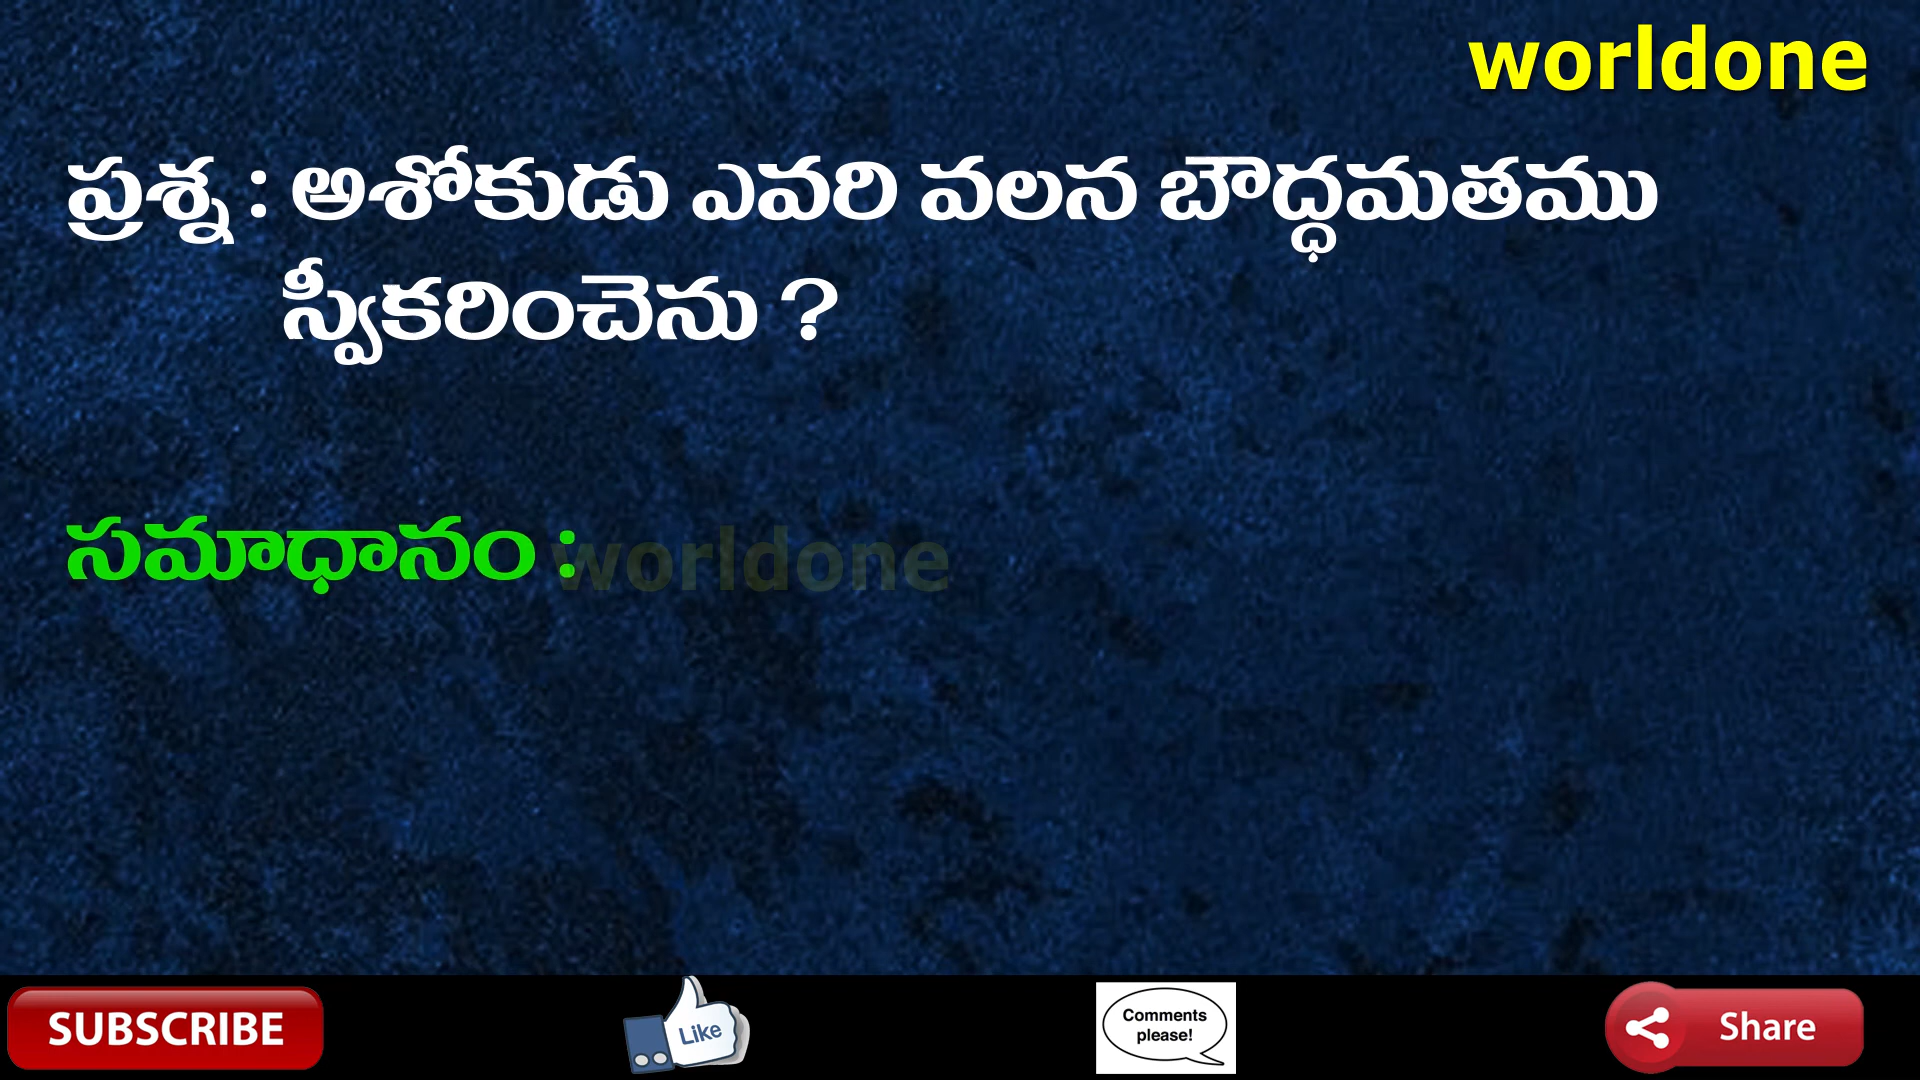 worldone
ప్రశ్న : అశోకుడు ఎవరి వలన బౌద్ధమతము
స్వీకరించెను ?
సమాధానం :
worldone
SUBSCRIBE
Like
Comments
please!
Share